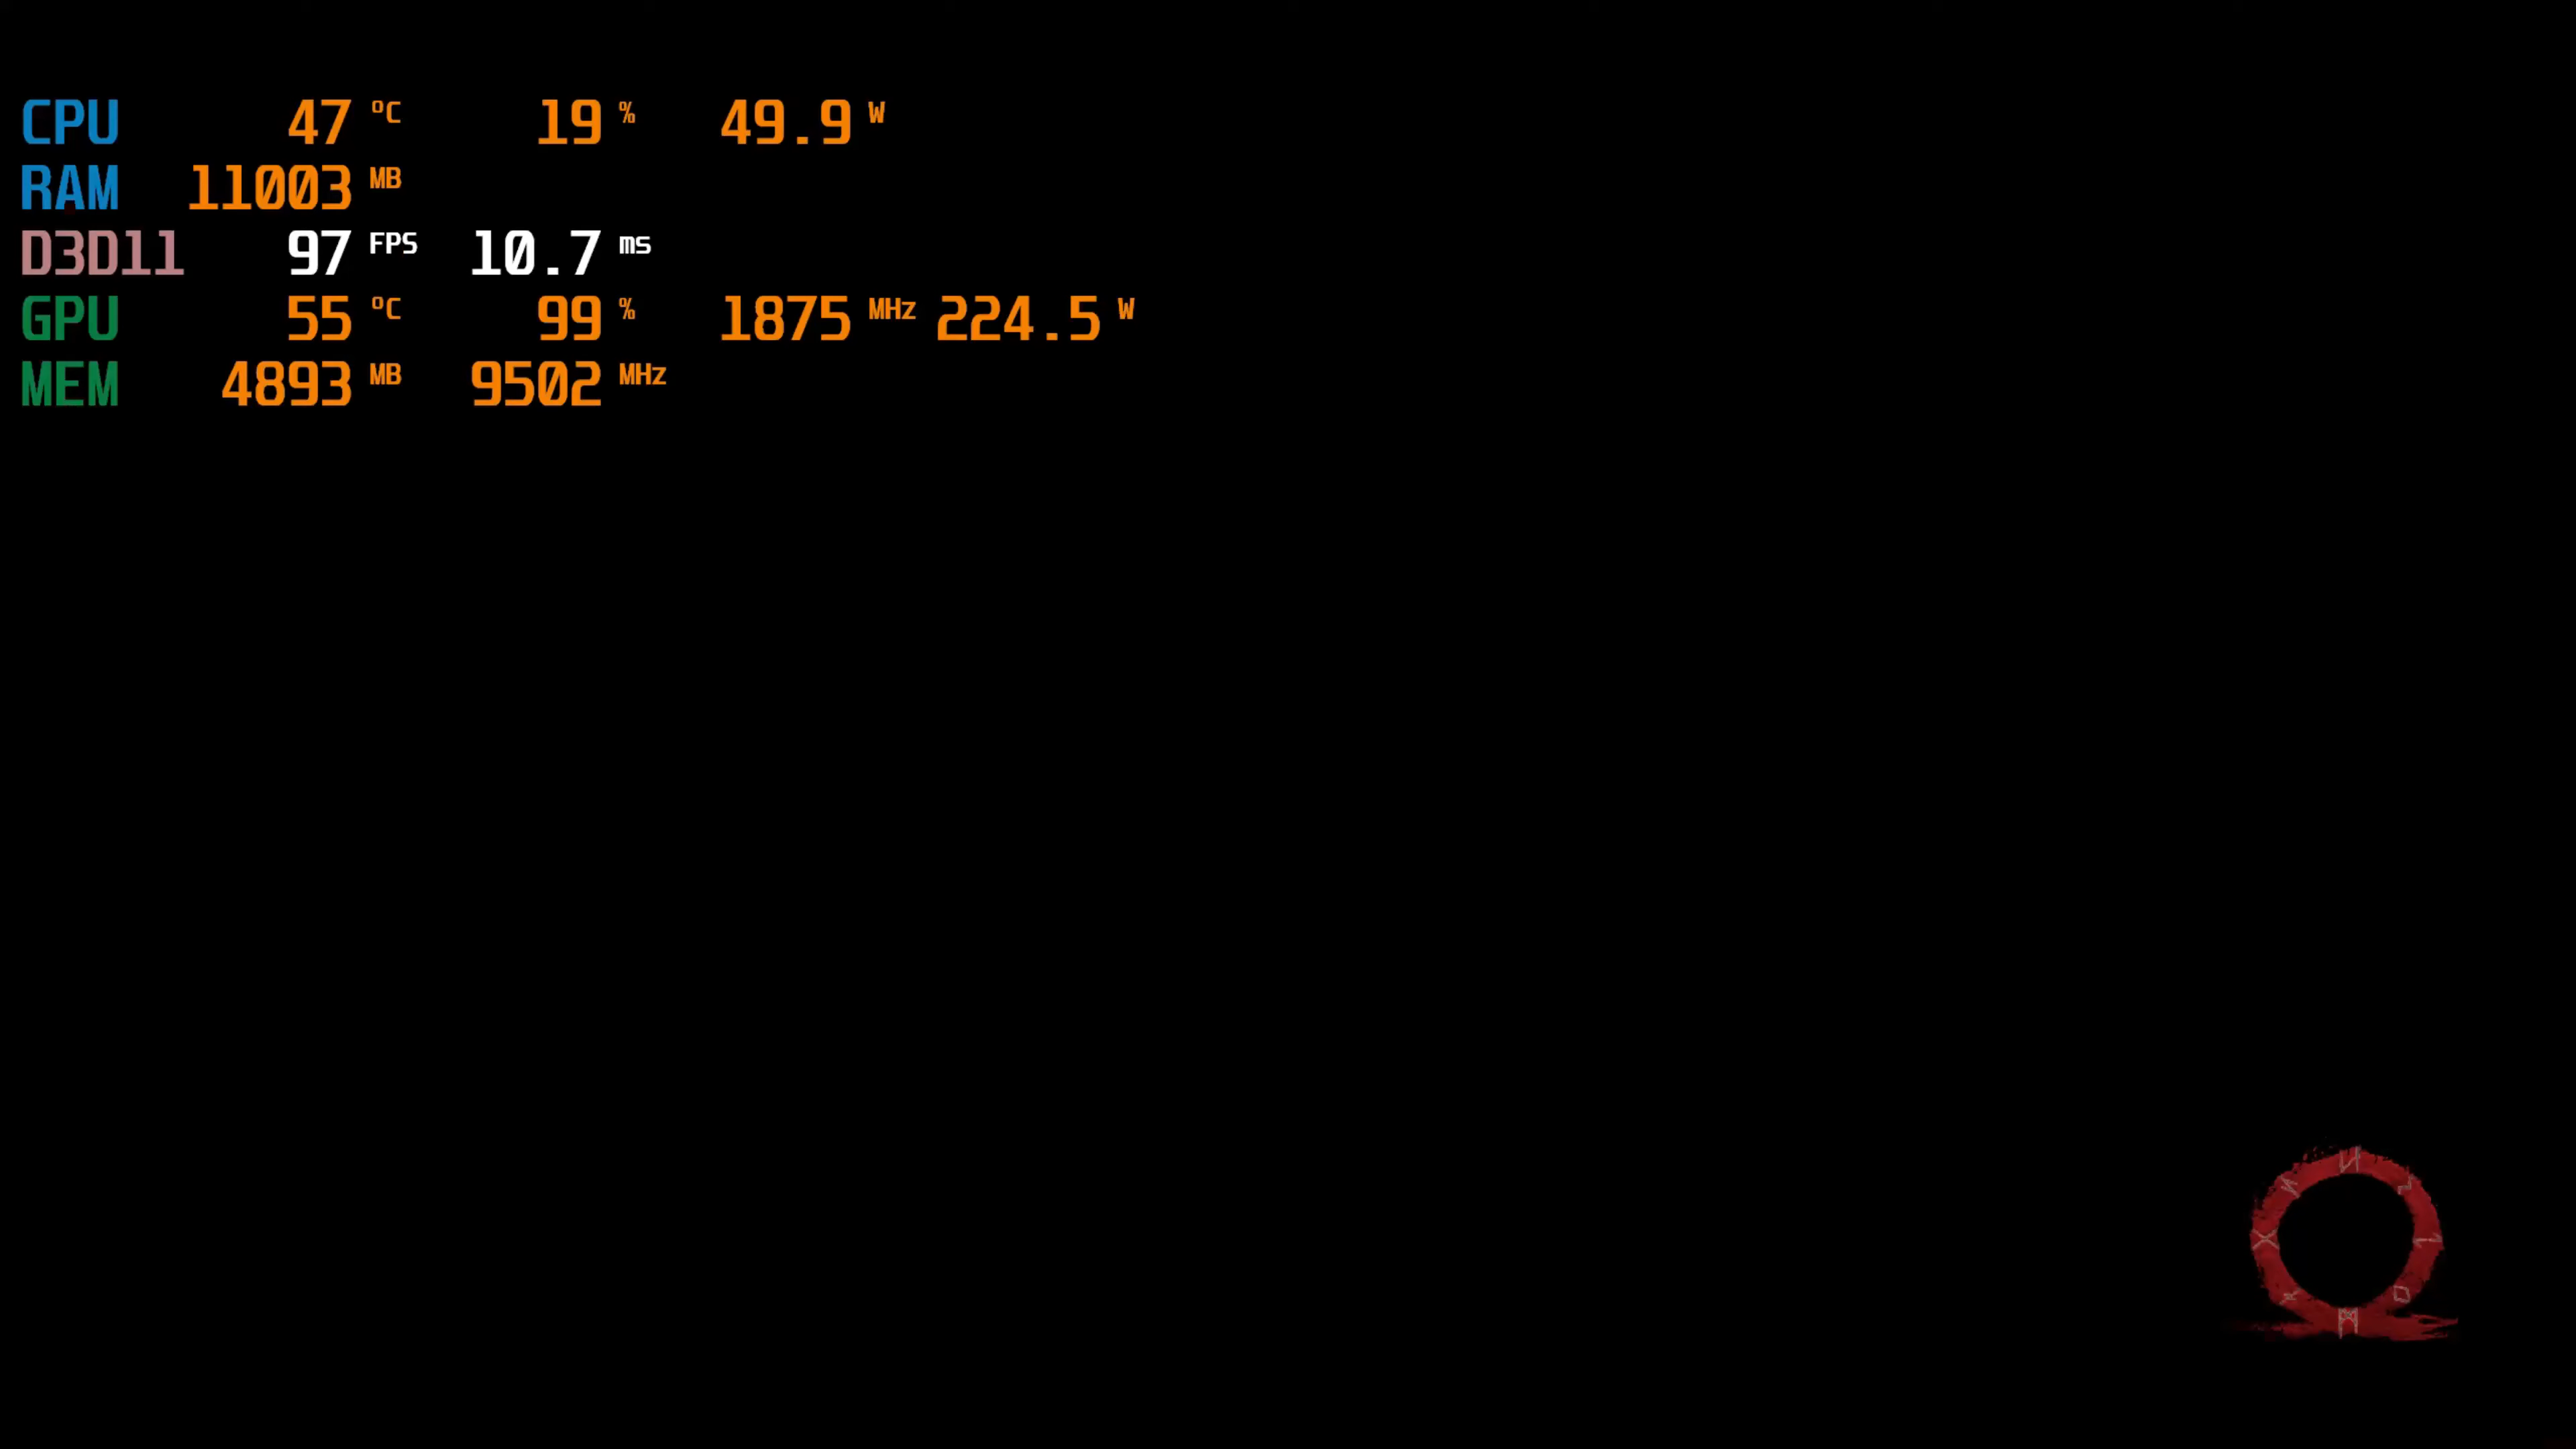 CPU 47 °C 19 % 49.9 W
RAM 11003 MB
D3D11 97 FPS 10.7 ms
GPU 55 °C 99 % 1875 MHz 224.5 W
MEM 4893 MB 9502 MHz